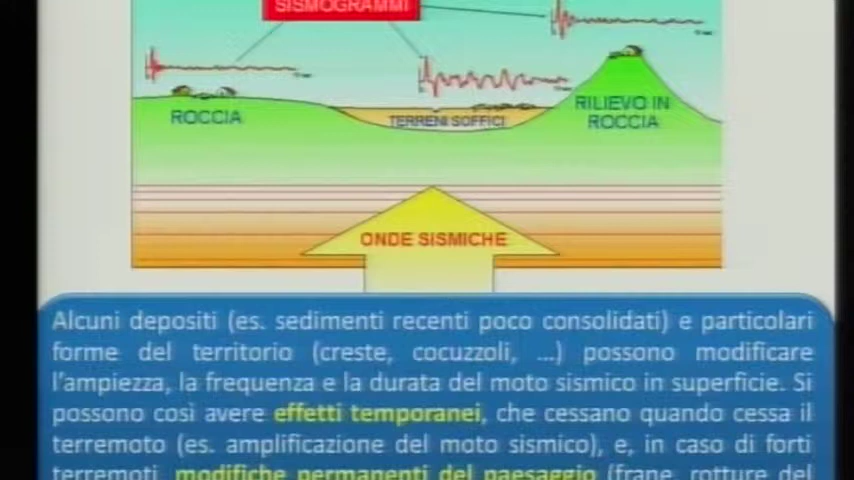 SISMOGRAMMI
ROCCIA
TERRENI SOFFICI
RILIEVO IN
ROCCIA
ONDE SISMICHE
Alcuni depositi (es. sedimenti recenti poco consolidati) e particolari
forme del territorio (creste, cocuzzoli, ...) possono modificare
l'ampiezza, la frequenza e la durata del moto sismico in superficie. Si
possono così avere effetti temporanei, che cessano quando cessa il
terremoto (es. amplificazione del moto sismico), e, in caso di forti
terremoti, modifiche permanenti del paesaggio (frane, rotture del